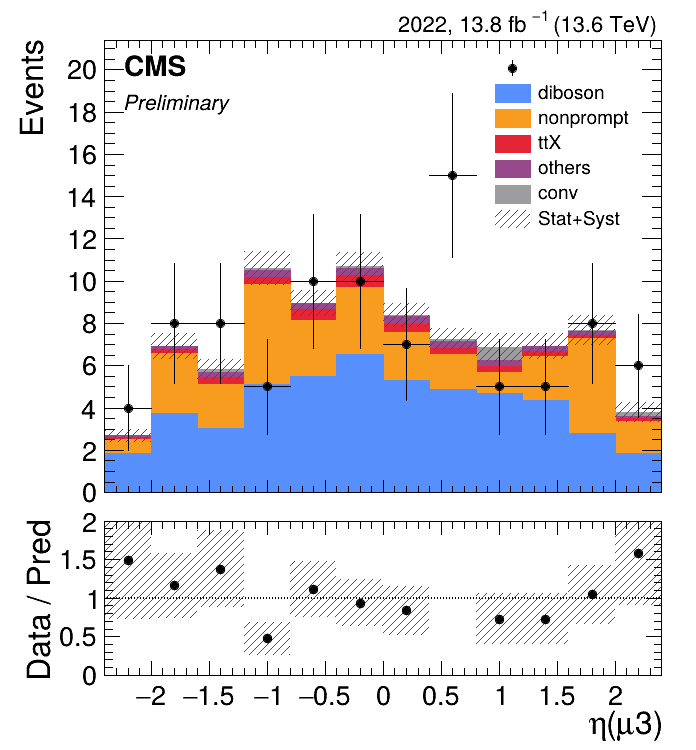 2022, 13.8 fb⁻¹ (13.6 TeV)
CMS
Preliminary
diboson
nonprompt
ttX
others
conv
Stat+Syst
Events
20
18
16
14
12
10
8
6
4
2
0
Data / Pred
2
1.5
1
0.5
0
−2 −1.5 −1 −0.5 0 0.5 1 1.5 2
η(μ3)